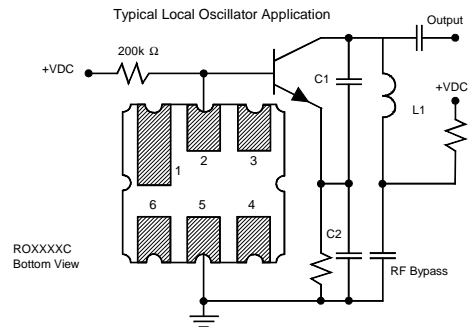 Typical Local Oscillator Application
Output
200k Ω
+VDC
C1
+VDC
L1
1
2
3
6
5
4
C2
ROXXXXC
Bottom View
RF Bypass